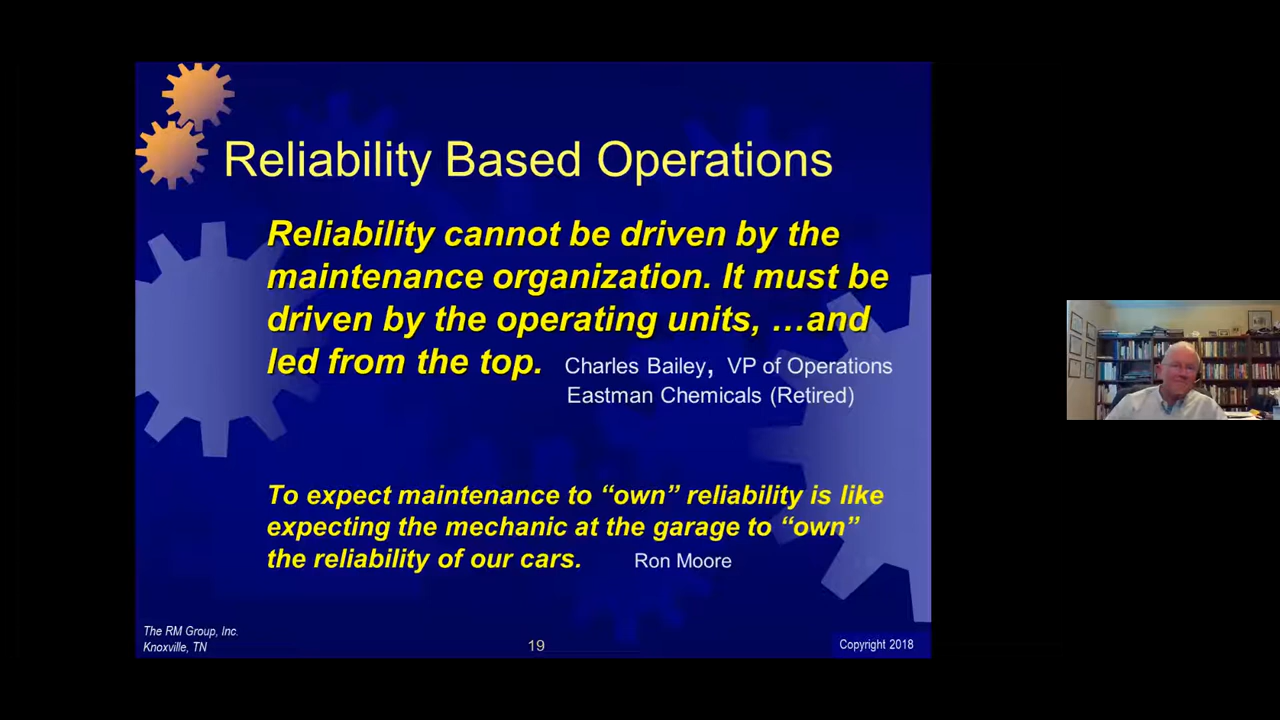 Reliability Based Operations
Reliability cannot be driven by the
maintenance organization. It must be
driven by the operating units, …and
led from the top. Charles Bailey, VP of Operations
Eastman Chemicals (Retired)
To expect maintenance to “own” reliability is like
expecting the mechanic at the garage to “own”
the reliability of our cars. Ron Moore
The RM Group, Inc.
Knoxville, TN
19
Copyright 2018